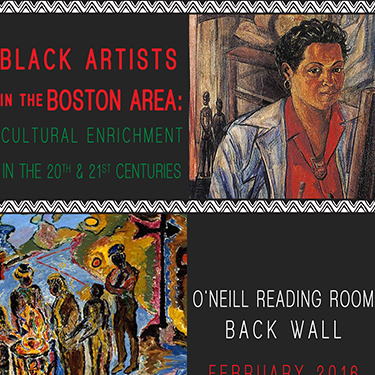 BLACK ARTISTS
IN THE BOSTON AREA:
CULTURAL ENRICHMENT
IN THE 20TH & 21ST CENTURIES
O'NEILL READING ROOM
BACK WALL
FEBRUARY 2016